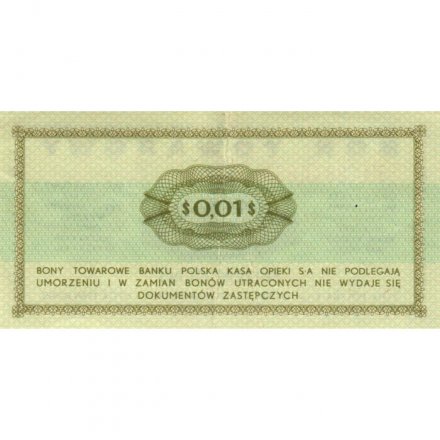 $0,01$
BONY TOWAROWE BANKU POLSKA KASA OPIEKI S·A NIE PODLEGAJĄ
UMORZENIU I W ZAMIAN BONÓW UTRACONYCH NIE WYDAJE SIĘ
DOKUMENTÓW ZASTĘPCZYCH.